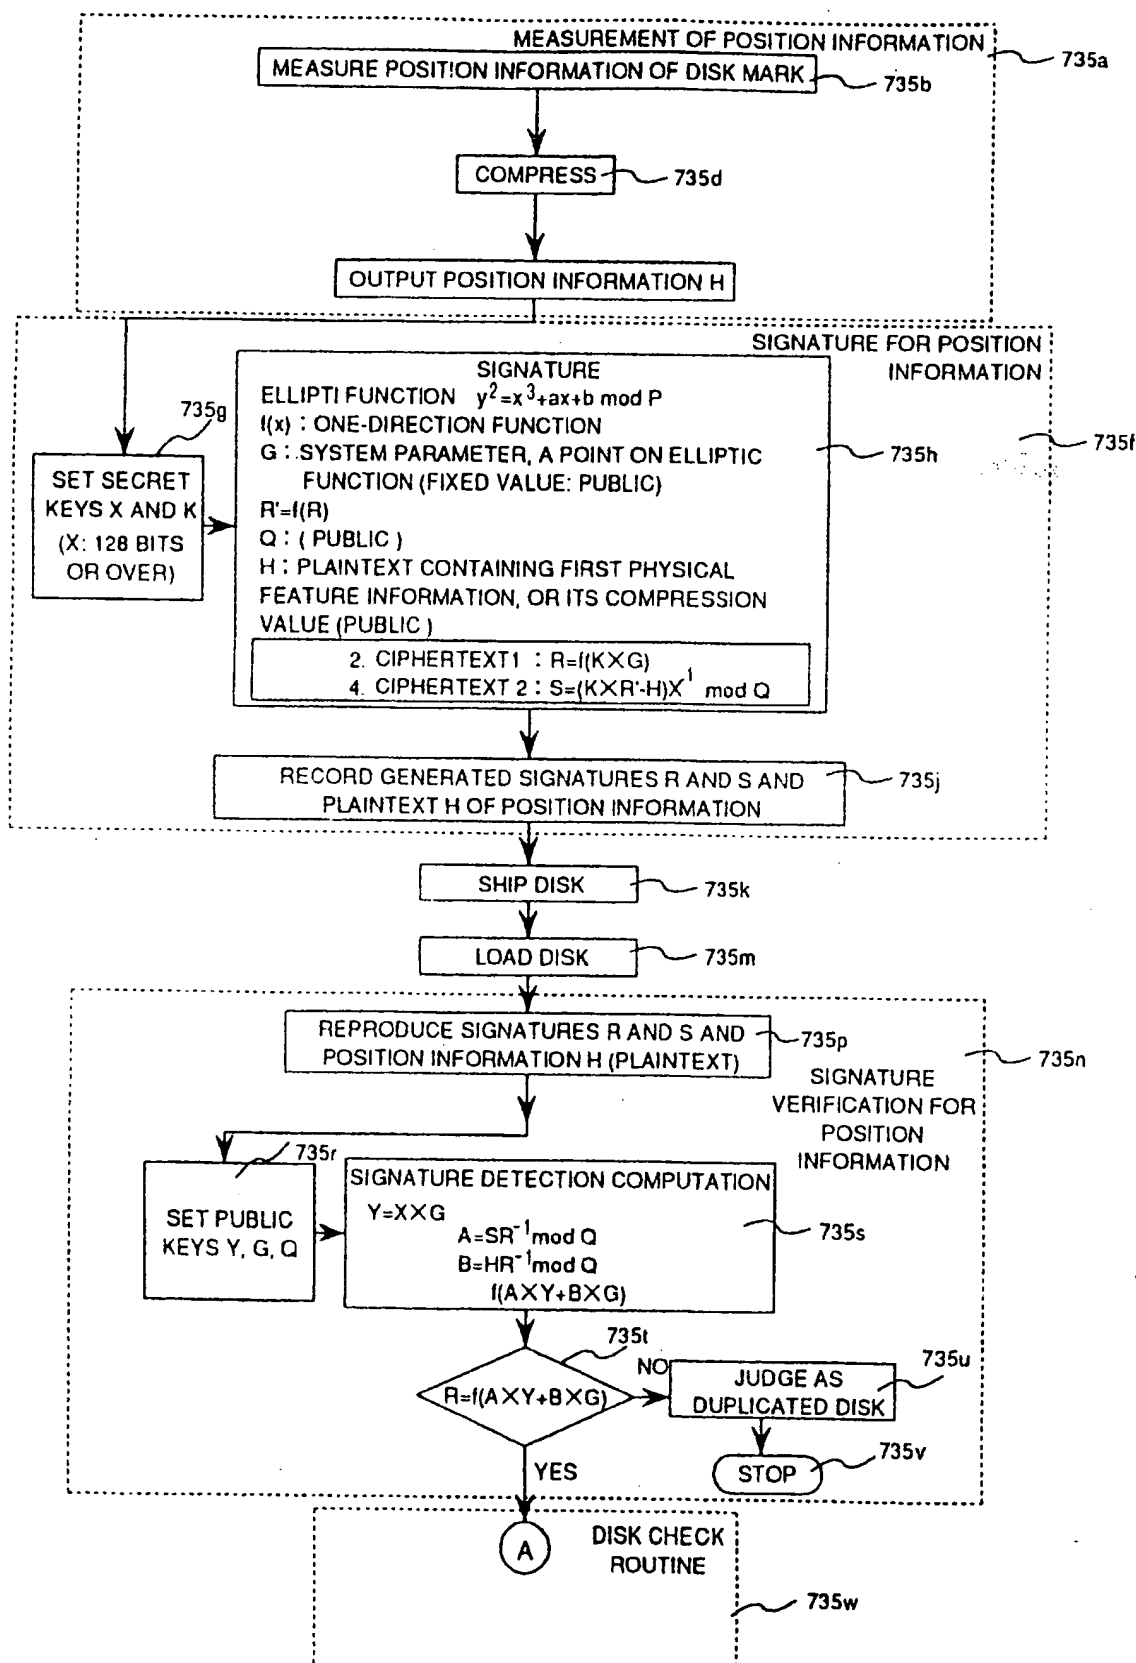 MEASUREMENT OF POSITION INFORMATION
735a
MEASURE POSITION INFORMATION OF DISK MARK
735b
COMPRESS
735d
OUTPUT POSITION INFORMATION H
SIGNATURE FOR POSITION
INFORMATION
735f
735g
SET SECRET
KEYS X AND K
(X: 128 BITS
OR OVER)
SIGNATURE
ELLIPTI FUNCTION y²=x³+ax+b mod P
f(x) : ONE-DIRECTION FUNCTION
G : SYSTEM PARAMETER, A POINT ON ELLIPTIC
FUNCTION (FIXED VALUE: PUBLIC)
R'=f(R)
Q : ( PUBLIC )
H : PLAINTEXT CONTAINING FIRST PHYSICAL
FEATURE INFORMATION, OR ITS COMPRESSION
VALUE (PUBLIC )
2. CIPHERTEXT1 : R=f(K×G)
4. CIPHERTEXT 2 : S=(K×R'-H)X¹ mod Q
735h
RECORD GENERATED SIGNATURES R AND S AND
PLAINTEXT H OF POSITION INFORMATION
735j
SHIP DISK
735k
LOAD DISK
735m
REPRODUCE SIGNATURES R AND S AND
POSITION INFORMATION H (PLAINTEXT)
735p
735n
SIGNATURE
VERIFICATION FOR
POSITION
INFORMATION
735r
SET PUBLIC
KEYS Y, G, Q
SIGNATURE DETECTION COMPUTATION
Y=X×G
A=SR⁻¹ mod Q
B=HR⁻¹ mod Q
f(A×Y+B×G)
735s
735t
R=f(A×Y+B×G)
NO
JUDGE AS
DUPLICATED DISK
735u
STOP
735v
YES
A
DISK CHECK
ROUTINE
735w